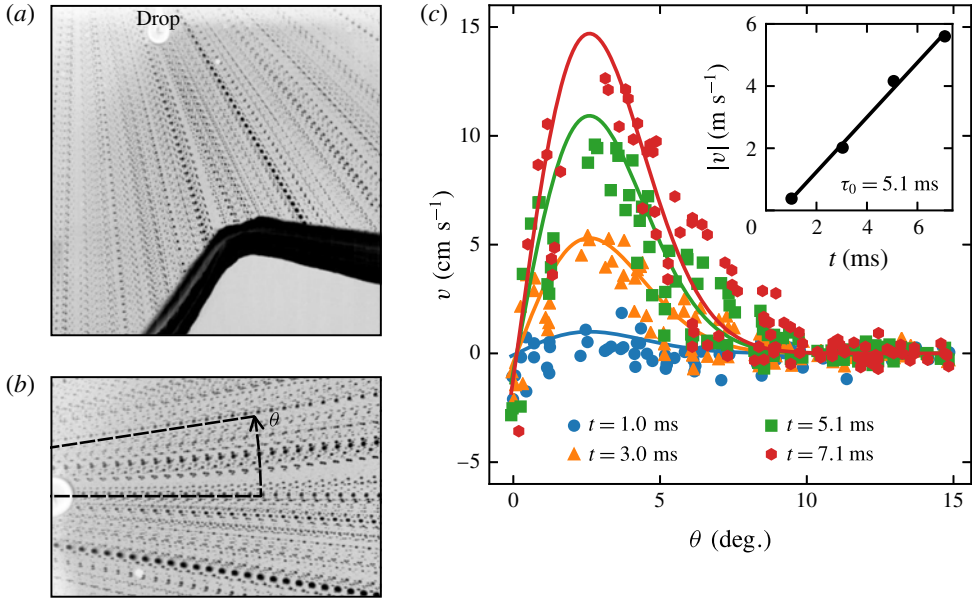 (a)
Drop
(b)
θ
(c)
15
10
5
0
−5
v (cm s⁻¹)
0
5
10
15
θ (deg.)
t = 1.0 ms
t = 3.0 ms
t = 5.1 ms
t = 7.1 ms
6
4
2
0
|v| (m s⁻¹)
2
4
6
t (ms)
τ₀ = 5.1 ms